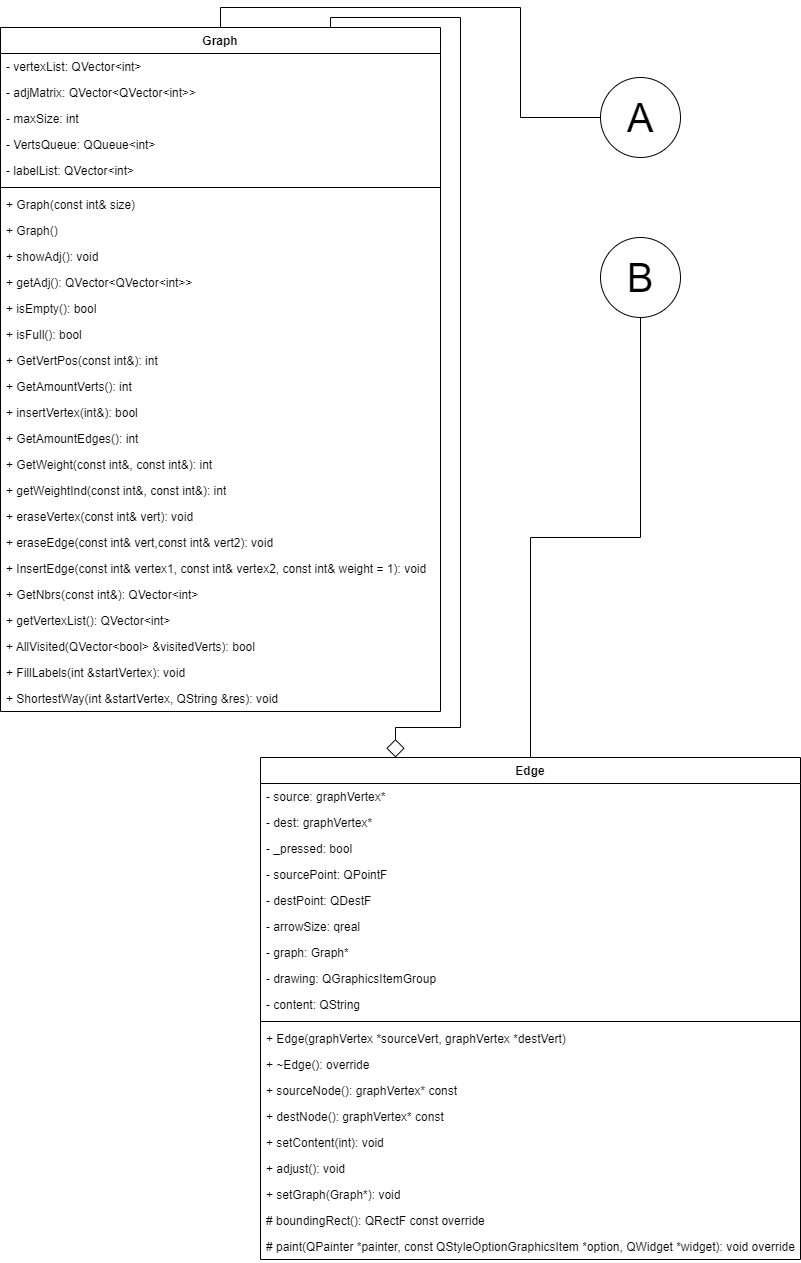 Graph
- vertexList: QVector<int>
- adjMatrix: QVector<QVector<int>>
- maxSize: int
- VertsQueue: QQueue<int>
- labelList: QVector<int>
+ Graph(const int& size)
+ Graph()
+ showAdj(): void
+ getAdj(): QVector<QVector<int>>
+ isEmpty(): bool
+ isFull(): bool
+ GetVertPos(const int&): int
+ GetAmountVerts(): int
+ insertVertex(int&): bool
+ GetAmountEdges(): int
+ GetWeight(const int&, const int&): int
+ getWeightInd(const int&, const int&): int
+ eraseVertex(const int& vert): void
+ eraseEdge(const int& vert,const int& vert2): void
+ InsertEdge(const int& vertex1, const int& vertex2, const int& weight = 1): void
+ GetNbrs(const int&): QVector<int>
+ getVertexList(): QVector<int>
+ AllVisited(QVector<bool> &visitedVerts): bool
+ FillLabels(int &startVertex): void
+ ShortestWay(int &startVertex, QString &res): void
A
B
Edge
- source: graphVertex*
- dest: graphVertex*
- _pressed: bool
- sourcePoint: QPointF
- destPoint: QDestF
- arrowSize: qreal
- graph: Graph*
- drawing: QGraphicsItemGroup
- content: QString
+ Edge(graphVertex *sourceVert, graphVertex *destVert)
+ ~Edge(): override
+ sourceNode(): graphVertex* const
+ destNode(): graphVertex* const
+ setContent(int): void
+ adjust(): void
+ setGraph(Graph*): void
# boundingRect(): QRectF const override
# paint(QPainter *painter, const QStyleOptionGraphicsItem *option, QWidget *widget): void override